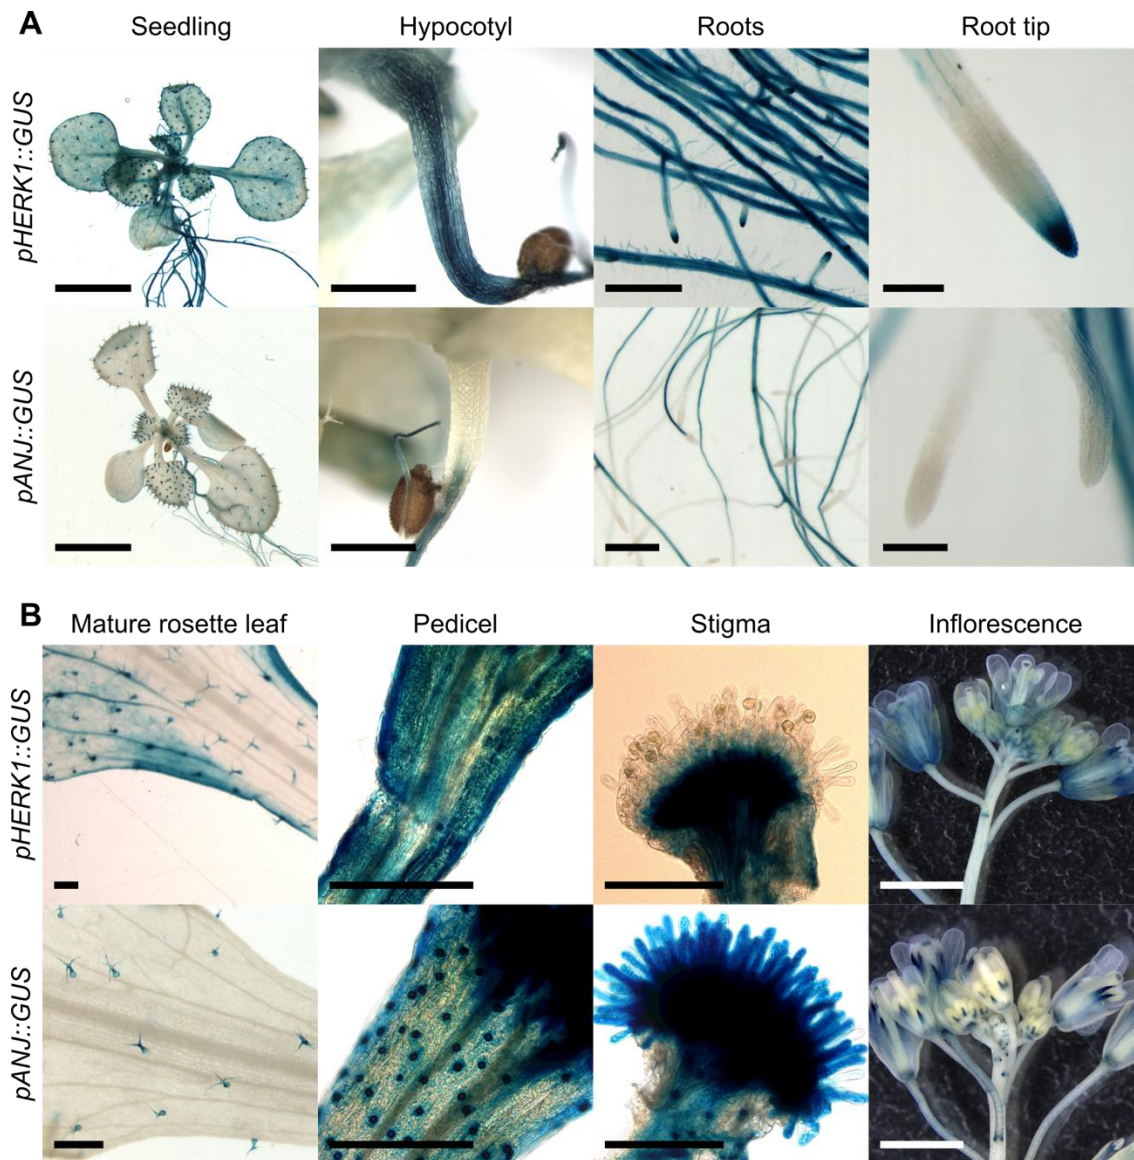 A
Seedling
Hypocotyl
Roots
Root tip
pHERK1::GUS
pANJ::GUS
B
Mature rosette leaf
Pedicel
Stigma
Inflorescence
pHERK1::GUS
pANJ::GUS